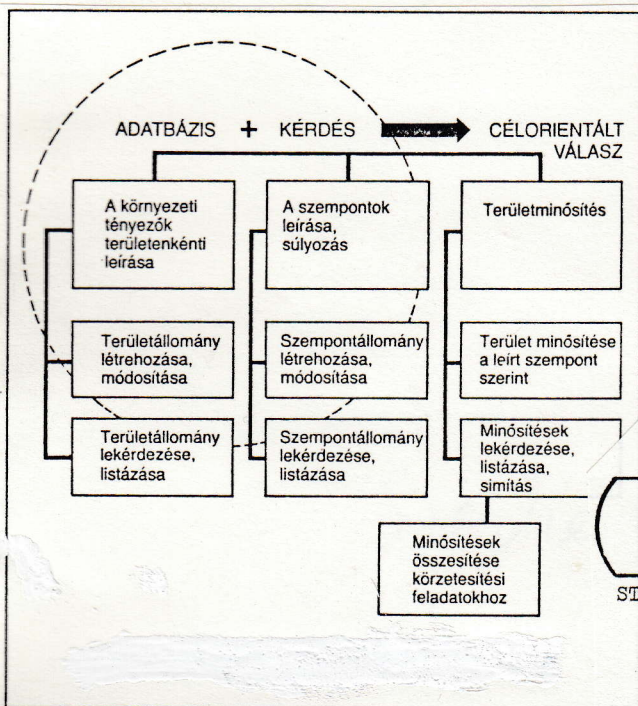 ADATBÁZIS + KÉRDÉS CÉLORIENTÁLT
VÁLASZ
A környezeti
tényezők
területenkénti
leírása
A szempontok
leírása,
súlyozás
Területminősítés
Területállomány
létrehozása,
módosítása
Szempontállomány
létrehozása,
módosítása
Terület minősítése
a leírt szempont
szerint
Területállomány
lekérdezése,
listázása
Szempontállomány
lekérdezése,
listázása
Minősítések
lekérdezése,
listázása,
simítás
Minősítések
összesítése
körzetesítési
feladatokhoz